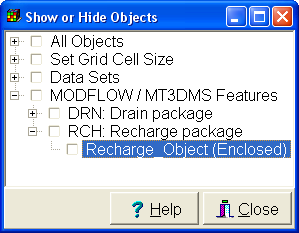 Show or Hide Objects
All Objects
Set Grid Cell Size
Data Sets
MODFLOW / MT3DMS Features
DRN: Drain package
RCH: Recharge package
Recharge_Object (Enclosed)
? Help
Close